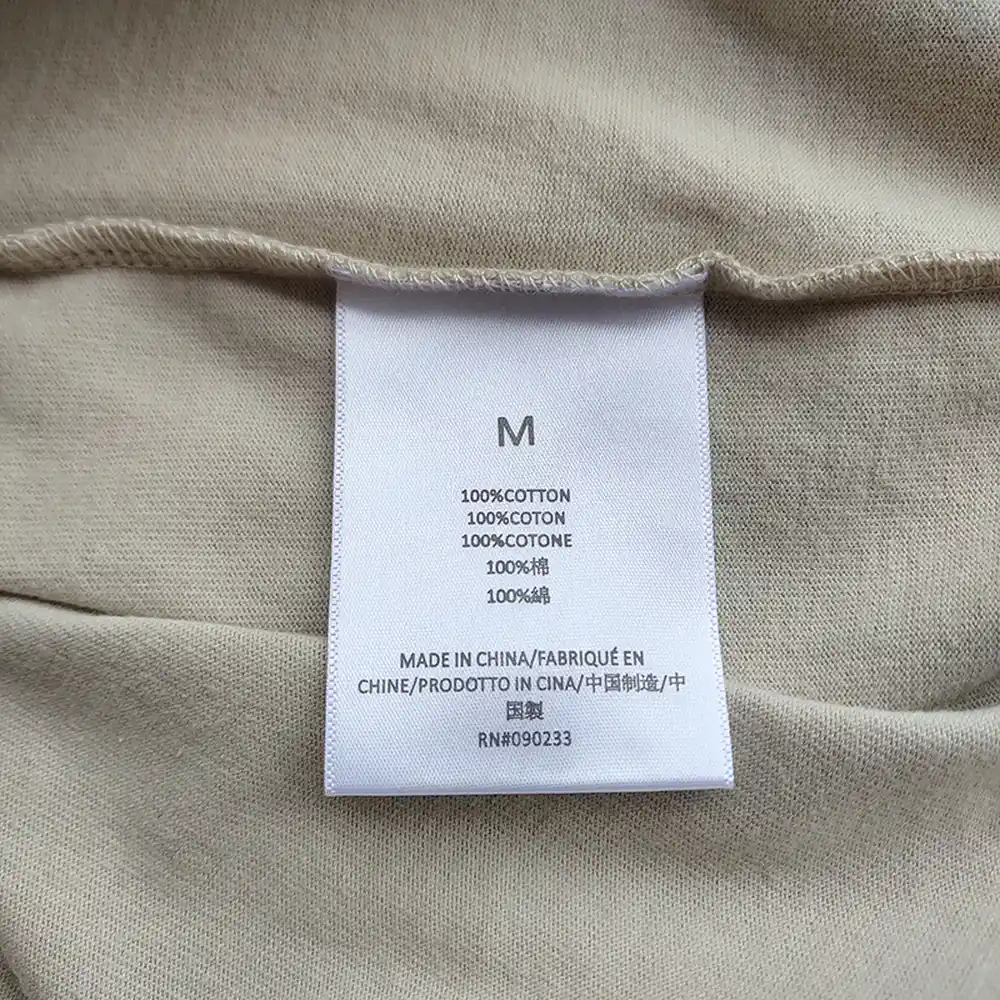 M
100%COTTON
100%COTON
100%COTONE
100%棉
100%綿
MADE IN CHINA/FABRIQUÉ EN
CHINE/PRODOTTO IN CINA/中国制造/中
国製
RN#090233